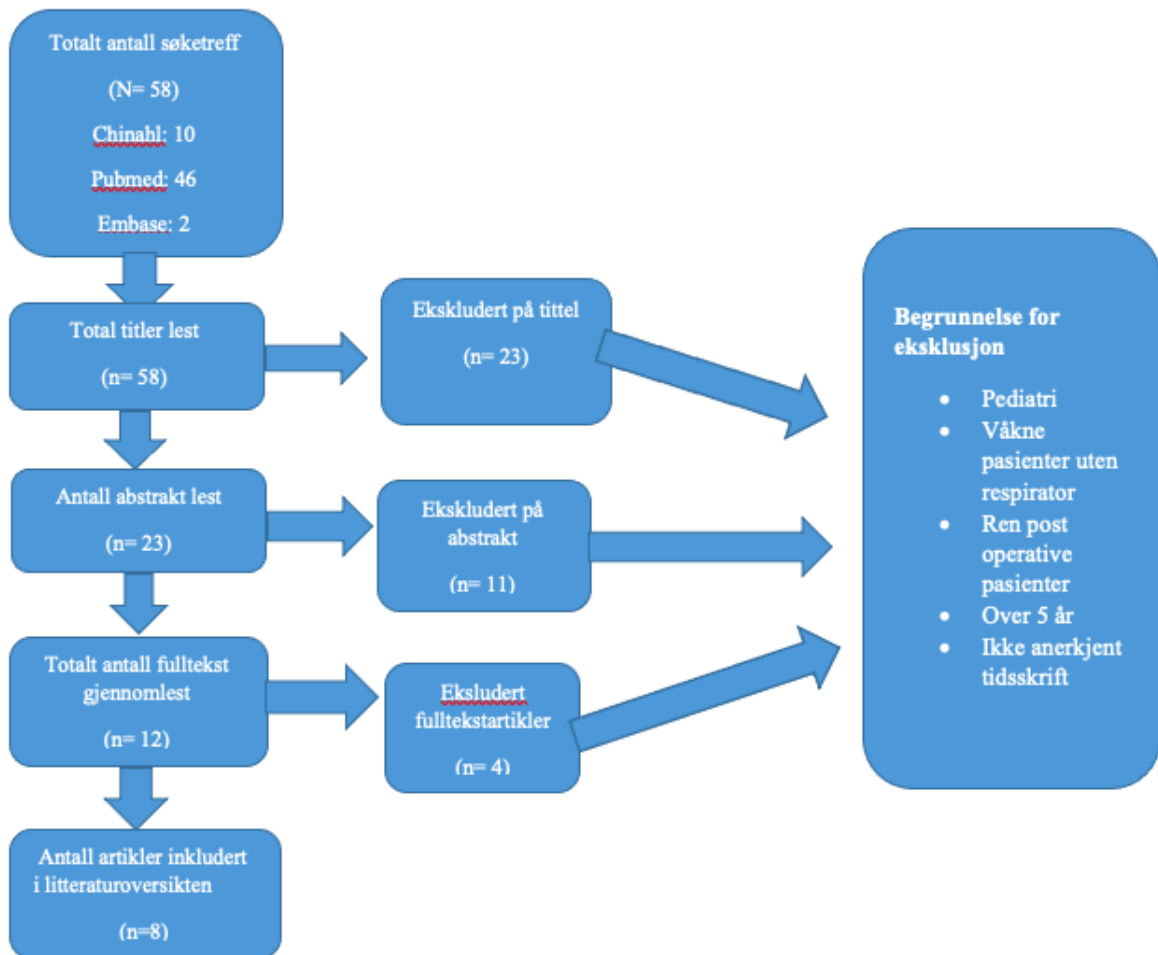 Totalt antall søketreff
(N= 58)
Chinahl: 10
Pubmed: 46
Embase: 2
Total titler lest
(n= 58)
Ekskludert på tittel
(n= 23)
Antall abstrakt lest
(n= 23)
Ekskludert på
abstrakt
(n= 11)
Totalt antall fulltekst
gjennomlest
(n= 12)
Eksludert
fulltekstartikler
(n= 4)
Antall artikler inkludert
i litteraturoversikten
(n=8)
Begrunnelse for
eksklusjon
• Pediatri
• Våkne
pasienter uten
respirator
• Ren post
operative
pasienter
• Over 5 år
• Ikke anerkjent
tidsskrift